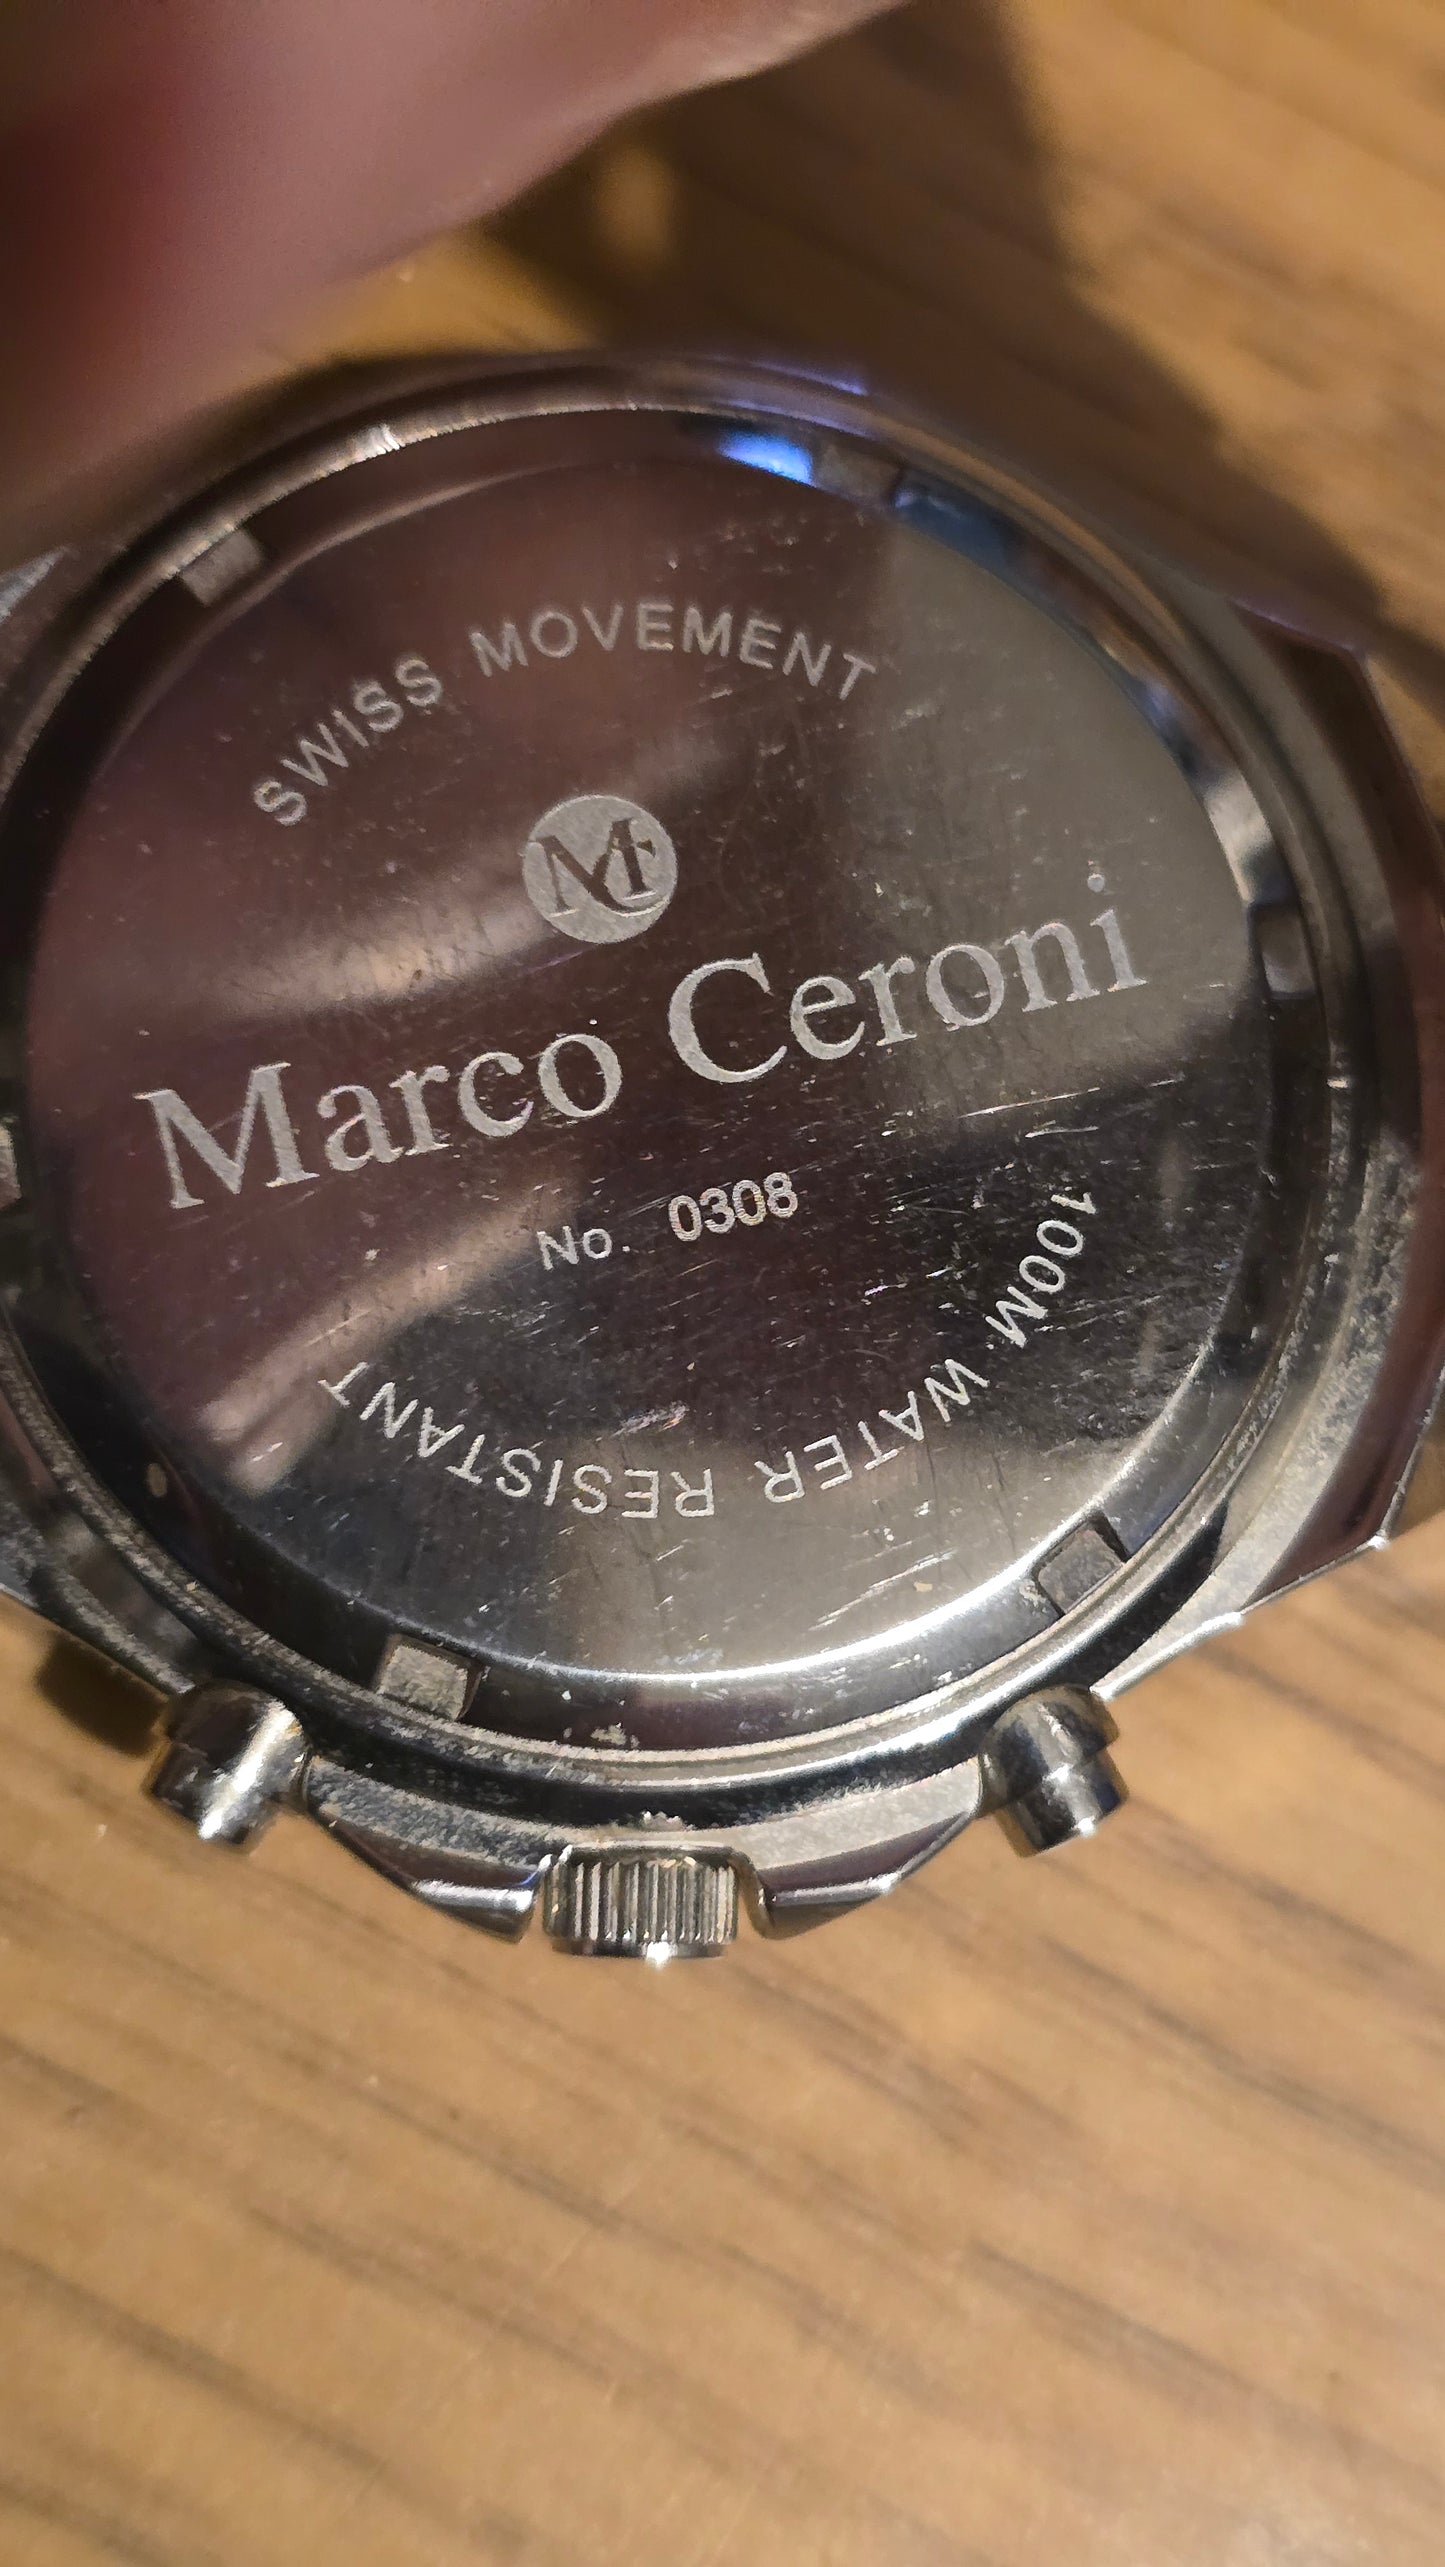 SWISS MOVEMENT
MC
Marco Ceroni
No. 0308
100M WATER RESISTANT